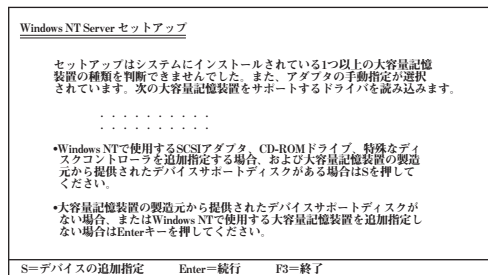 Windows NT Server セットアップ
セットアップはシステムにインストールされている1つ以上の大容量記憶
装置の種類を判断できませんでした。また、アダプタの手動指定が選択
されています。次の大容量記憶装置をサポートするドライバを読み込みます。
. . . . . . . . . .
. . . . . . . . . .
•Windows NTで使用するSCSIアダプタ、CD-ROMドライブ、特殊なディ
スクコントローラを追加指定する場合、および大容量記憶装置の製造
元から提供されたデバイスサポートディスクがある場合はSを押して
ください。
•大容量記憶装置の製造元から提供されたデバイスサポートディスクが
ない場合、またはWindows NTで使用する大容量記憶装置を追加指定し
ない場合はEnterキーを押してください。
S=デバイスの追加指定 Enter=続行 F3=終了